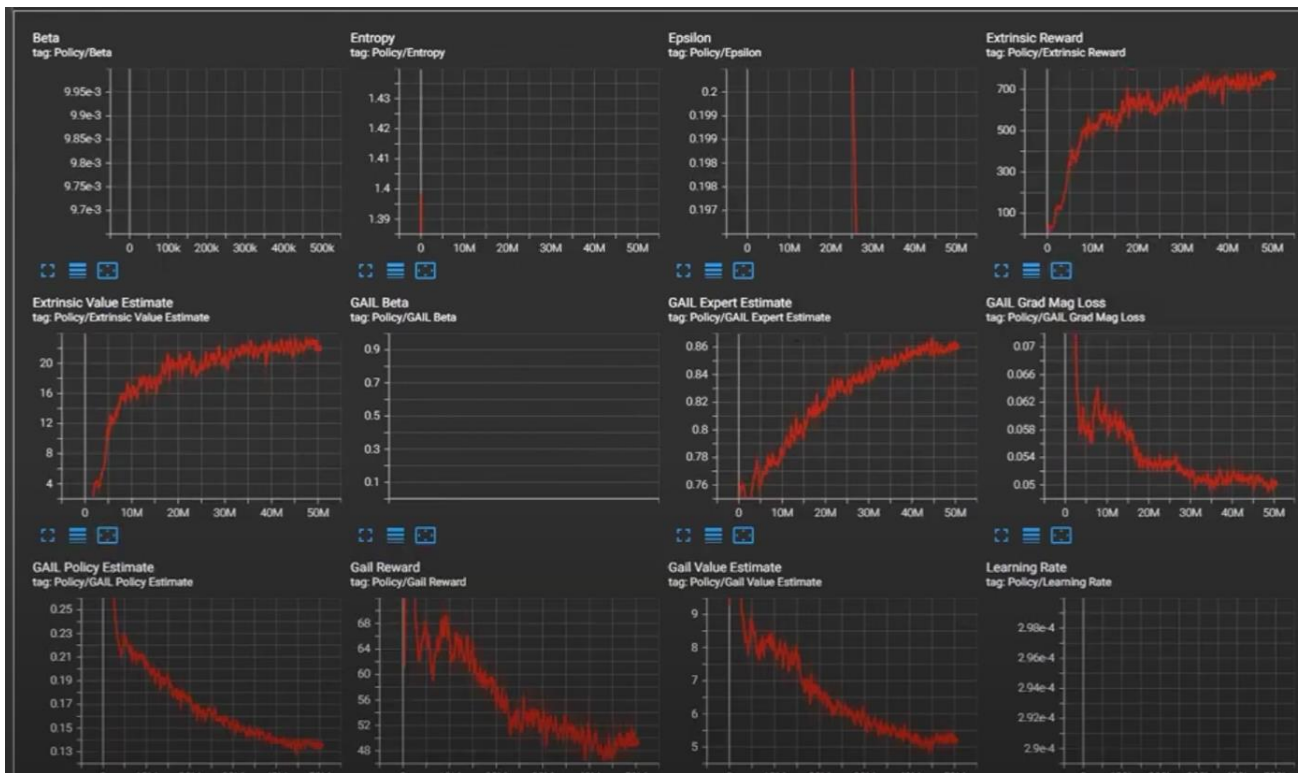 Beta
tag: Policy/Beta
9.95e-3
9.9e-3
9.85e-3
9.8e-3
9.75e-3
9.7e-3
0 100k 200k 300k 400k 500k
Entropy
tag: Policy/Entropy
1.43
1.42
1.41
1.4
1.39
0 10M 20M 30M 40M 50M
Epsilon
tag: Policy/Epsilon
0.2
0.199
0.199
0.198
0.198
0.197
0 10M 20M 30M 40M 50M
Extrinsic Reward
tag: Policy/Extrinsic Reward
700
500
300
100
0 10M 20M 30M 40M 50M
Extrinsic Value Estimate
tag: Policy/Extrinsic Value Estimate
20
16
12
8
4
0 10M 20M 30M 40M 50M
GAIL Beta
tag: Policy/GAIL Beta
0.9
0.7
0.5
0.3
0.1
GAIL Expert Estimate
tag: Policy/GAIL Expert Estimate
0.86
0.84
0.82
0.8
0.78
0.76
0 10M 20M 30M 40M 50M
GAIL Grad Mag Loss
tag: Policy/GAIL Grad Mag Loss
0.07
0.066
0.062
0.058
0.054
0.05
0 10M 20M 30M 40M 50M
GAIL Policy Estimate
tag: Policy/GAIL Policy Estimate
0.25
0.23
0.21
0.19
0.17
0.15
0.13
Gail Reward
tag: Policy/Gail Reward
68
64
60
56
52
48
Gail Value Estimate
tag: Policy/Gail Value Estimate
9
8
7
6
5
Learning Rate
tag: Policy/Learning Rate
2.98e-4
2.96e-4
2.94e-4
2.92e-4
2.9e-4